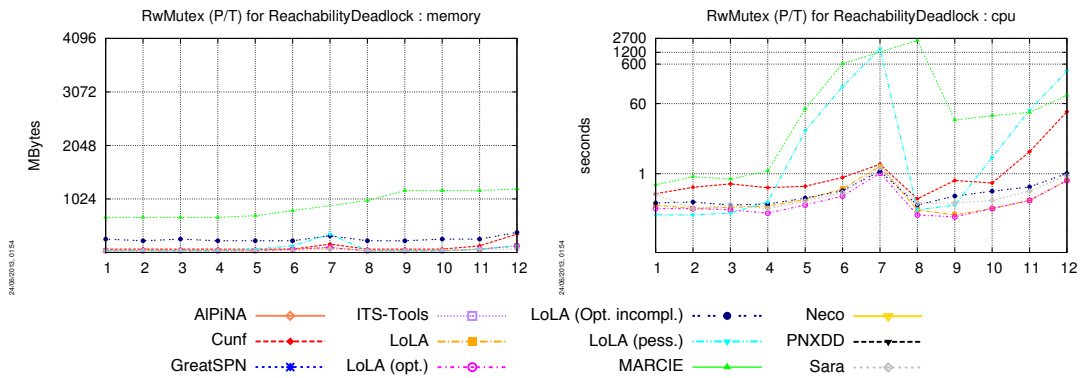 RwMutex (P/T) for ReachabilityDeadlock : memory
4096
3072
2048
1024
MBytes
1 2 3 4 5 6 7 8 9 10 11 12
24/06/2013, 01:54
RwMutex (P/T) for ReachabilityDeadlock : cpu
2700
1200
600
60
1
seconds
1 2 3 4 5 6 7 8 9 10 11 12
24/06/2013, 01:54
AlPiNA ITS-Tools LoLA (Opt. incompl.) Neco
Cunf LoLA LoLA (pess.) PNXDD
GreatSPN LoLA (opt.) MARCIE Sara